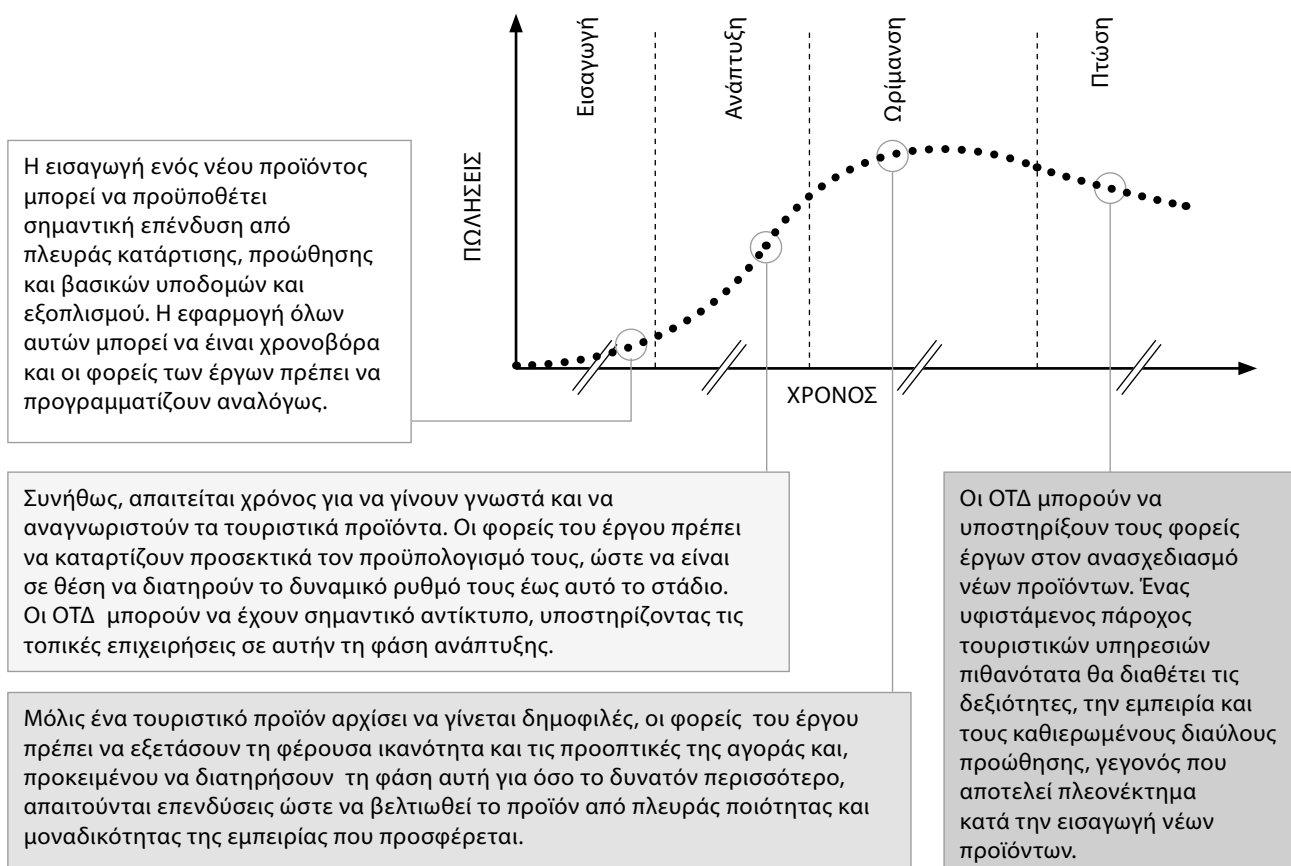 Εισαγωγή
Ανάπτυξη
Ωρίμανση
Πτώση
ΠΩΛΗΣΕΙΣ
ΧΡΟΝΟΣ
Η εισαγωγή ενός νέου προϊόντος
μπορεί να προϋποθέτει
σημαντική επένδυση από
πλευράς κατάρτισης, προώθησης
και βασικών υποδομών και
εξοπλισμού. Η εφαρμογή όλων
αυτών μπορεί να έιναι χρονοβόρα
και οι φορείς των έργων πρέπει να
προγραμματίζουν αναλόγως.
Συνήθως, απαιτείται χρόνος για να γίνουν γνωστά και να
αναγνωριστούν τα τουριστικά προϊόντα. Οι φορείς του έργου πρέπει
να καταρτίζουν προσεκτικά τον προϋπολογισμό τους, ώστε να είναι
σε θέση να διατηρούν το δυναμικό ρυθμό τους έως αυτό το στάδιο.
Οι ΟΤΔ μπορούν να έχουν σημαντικό αντίκτυπο, υποστηρίζοντας τις
τοπικές επιχειρήσεις σε αυτήν τη φάση ανάπτυξης.
Μόλις ένα τουριστικό προϊόν αρχίσει να γίνεται δημοφιλές, οι φορείς του έργου
πρέπει να εξετάσουν τη φέρουσα ικανότητα και τις προοπτικές της αγοράς και,
προκειμένου να διατηρήσουν τη φάση αυτή για όσο το δυνατόν περισσότερο,
απαιτούνται επενδύσεις ώστε να βελτιωθεί το προϊόν από πλευράς ποιότητας και
μοναδικότητας της εμπειρίας που προσφέρεται.
Οι ΟΤΔ μπορούν να
υποστηρίξουν τους φορείς
έργων στον ανασχεδιασμό
νέων προϊόντων. Ένας
υφιστάμενος πάροχος
τουριστικών υπηρεσιών
πιθανότατα θα διαθέτει τις
δεξιότητες, την εμπειρία και
τους καθιερωμένους διαύλους
προώθησης, γεγονός που
αποτελεί πλεονέκτημα
κατά την εισαγωγή νέων
προϊόντων.